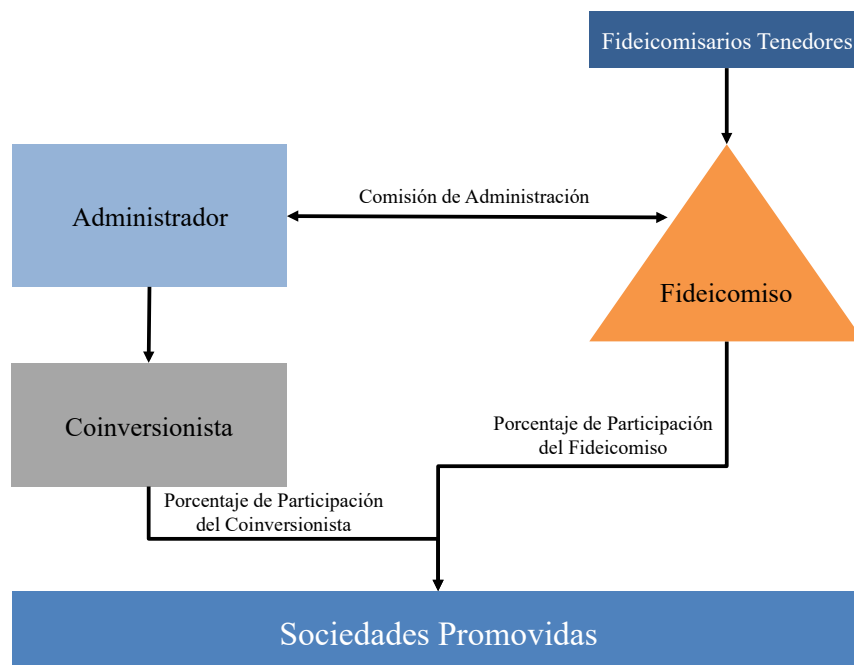 Fideicomisarios Tenedores
Comisión de Administración
Administrador
Fideicomiso
Coinversionista
Porcentaje de Participación
del Fideicomiso
Porcentaje de Participación
del Coinversionista
Sociedades Promovidas